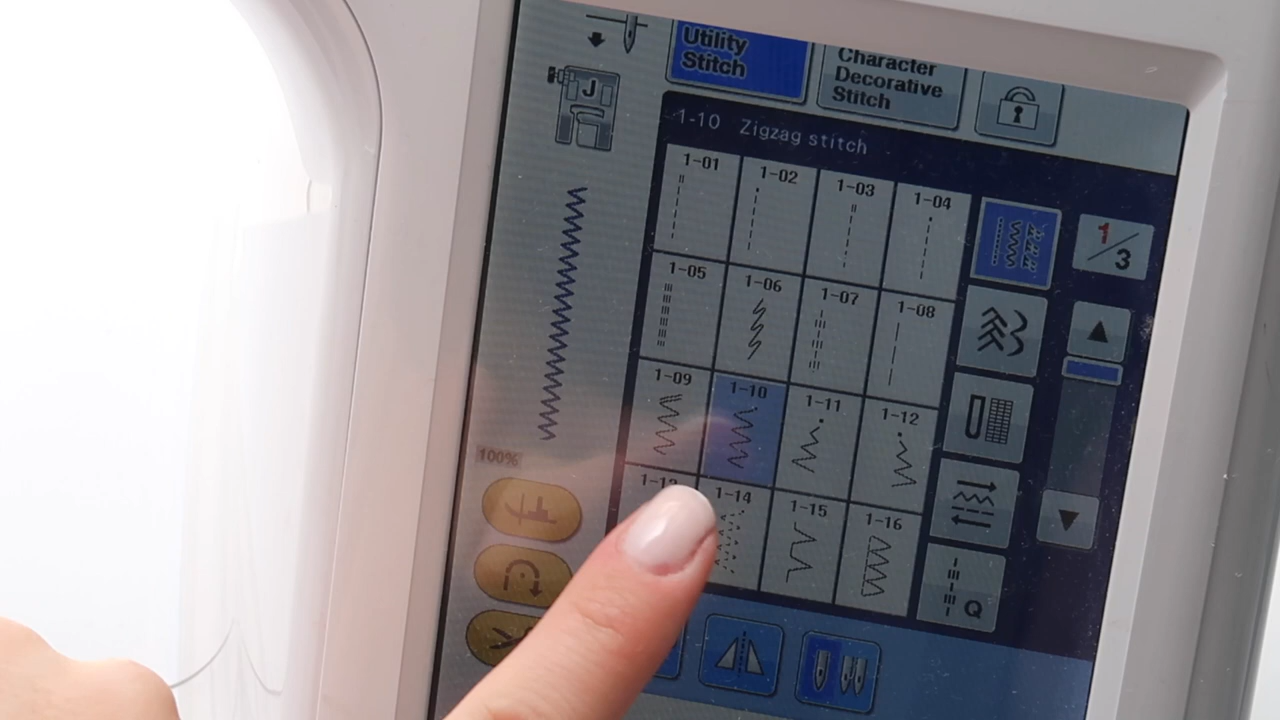 Utility
Stitch
Character
Decorative
Stitch
J
1-10 Zigzag stitch
1-01
1-02
1-03
1-04
1/3
1-05
1-06
1-07
1-08
1-09
1-10
1-11
1-12
100%
1-13
1-14
1-15
1-16
Q